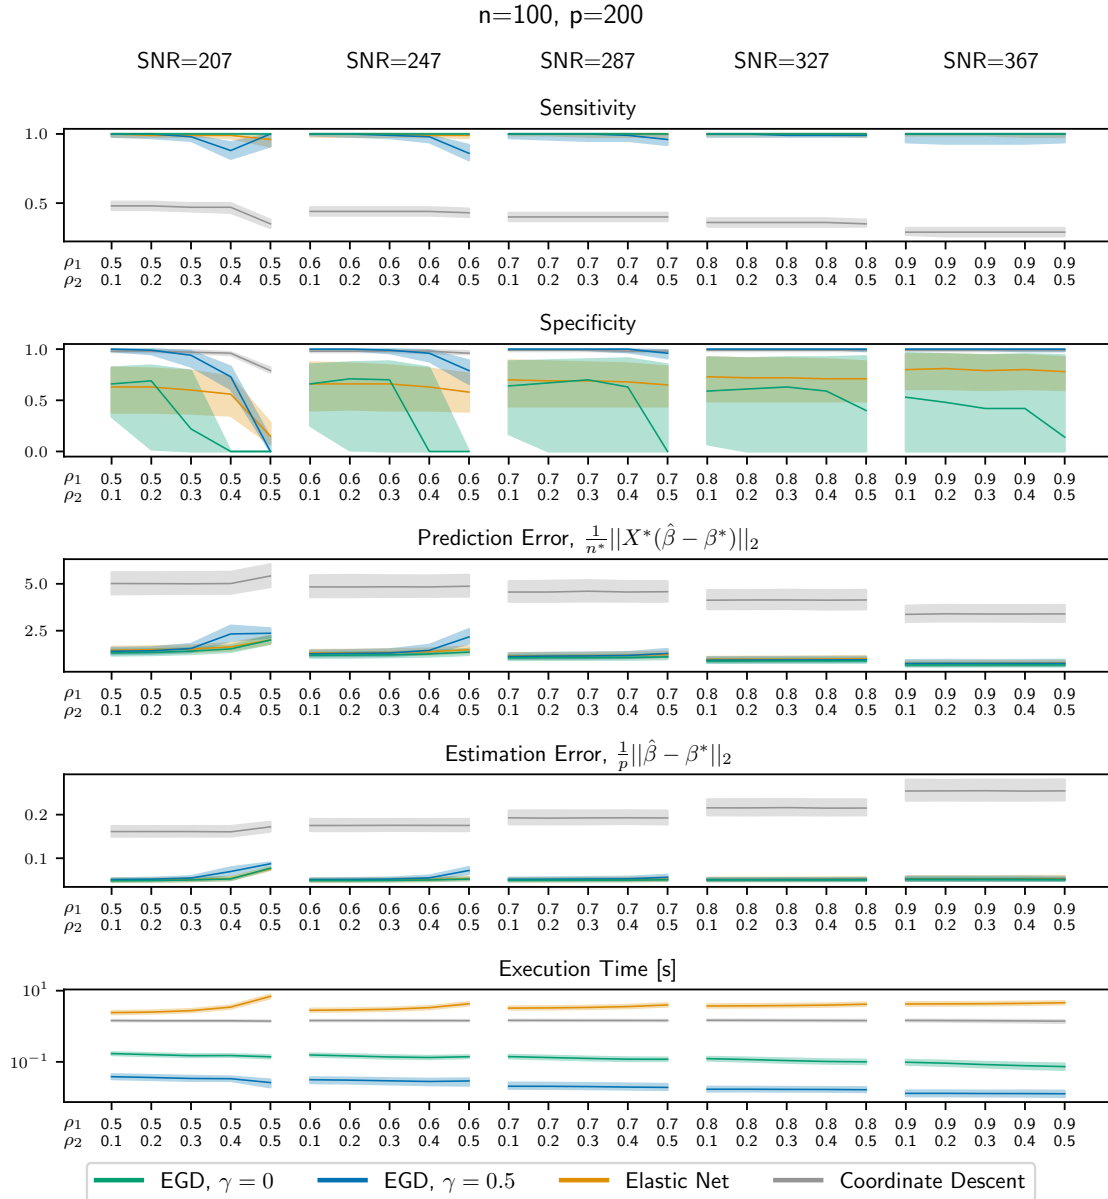 n=100, p=200
SNR=207 SNR=247 SNR=287 SNR=327 SNR=367
Sensitivity
1.0
0.5
ρ₁ 0.5 0.5 0.5 0.5 0.5 0.6 0.6 0.6 0.6 0.6 0.7 0.7 0.7 0.7 0.7 0.8 0.8 0.8 0.8 0.8 0.9 0.9 0.9 0.9 0.9
ρ₂ 0.1 0.2 0.3 0.4 0.5 0.1 0.2 0.3 0.4 0.5 0.1 0.2 0.3 0.4 0.5 0.1 0.2 0.3 0.4 0.5 0.1 0.2 0.3 0.4 0.5
Specificity
1.0
0.5
0.0
ρ₁ 0.5 0.5 0.5 0.5 0.5 0.6 0.6 0.6 0.6 0.6 0.7 0.7 0.7 0.7 0.7 0.8 0.8 0.8 0.8 0.8 0.9 0.9 0.9 0.9 0.9
ρ₂ 0.1 0.2 0.3 0.4 0.5 0.1 0.2 0.3 0.4 0.5 0.1 0.2 0.3 0.4 0.5 0.1 0.2 0.3 0.4 0.5 0.1 0.2 0.3 0.4 0.5
Prediction Error, 1/n* ||X*(β̂ − β*)||₂
5.0
2.5
ρ₁ 0.5 0.5 0.5 0.5 0.5 0.6 0.6 0.6 0.6 0.6 0.7 0.7 0.7 0.7 0.7 0.8 0.8 0.8 0.8 0.8 0.9 0.9 0.9 0.9 0.9
ρ₂ 0.1 0.2 0.3 0.4 0.5 0.1 0.2 0.3 0.4 0.5 0.1 0.2 0.3 0.4 0.5 0.1 0.2 0.3 0.4 0.5 0.1 0.2 0.3 0.4 0.5
Estimation Error, 1/p ||β̂ − β*||₂
0.2
0.1
ρ₁ 0.5 0.5 0.5 0.5 0.5 0.6 0.6 0.6 0.6 0.6 0.7 0.7 0.7 0.7 0.7 0.8 0.8 0.8 0.8 0.8 0.9 0.9 0.9 0.9 0.9
ρ₂ 0.1 0.2 0.3 0.4 0.5 0.1 0.2 0.3 0.4 0.5 0.1 0.2 0.3 0.4 0.5 0.1 0.2 0.3 0.4 0.5 0.1 0.2 0.3 0.4 0.5
Execution Time [s]
10¹
10⁻¹
ρ₁ 0.5 0.5 0.5 0.5 0.5 0.6 0.6 0.6 0.6 0.6 0.7 0.7 0.7 0.7 0.7 0.8 0.8 0.8 0.8 0.8 0.9 0.9 0.9 0.9 0.9
ρ₂ 0.1 0.2 0.3 0.4 0.5 0.1 0.2 0.3 0.4 0.5 0.1 0.2 0.3 0.4 0.5 0.1 0.2 0.3 0.4 0.5 0.1 0.2 0.3 0.4 0.5
EGD, γ = 0 EGD, γ = 0.5 Elastic Net Coordinate Descent